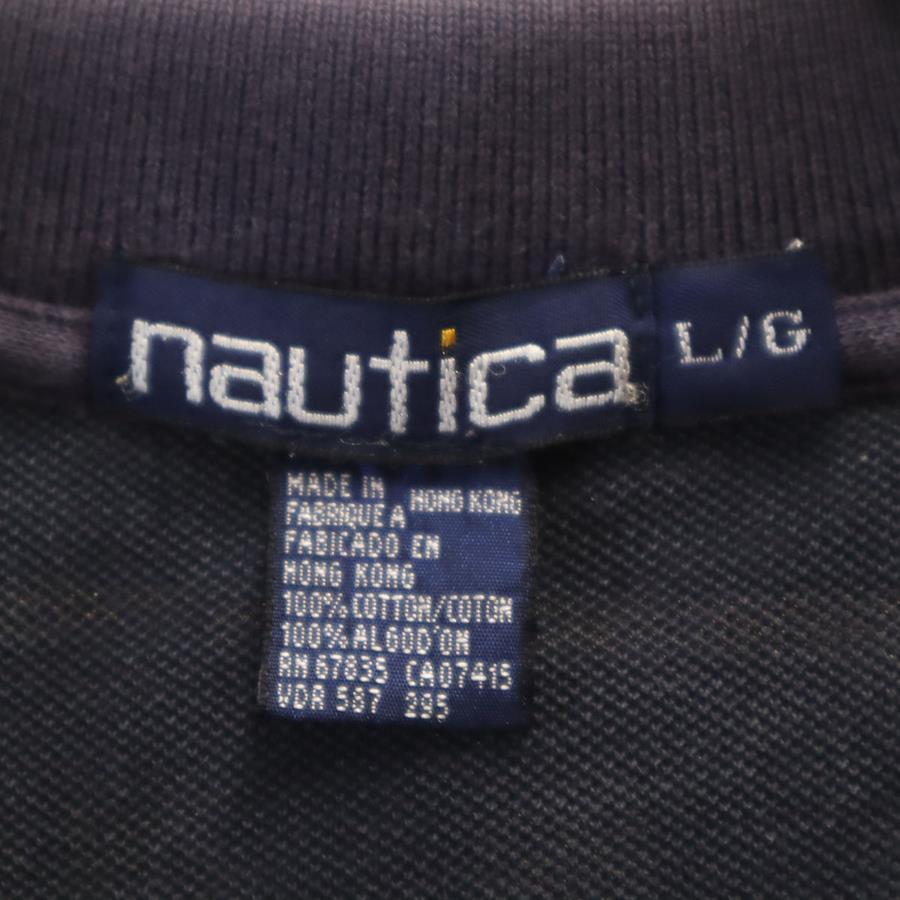 nautica
L/G
MADE IN HONG KONG
FABRIQUE A
FABICADO EN
HONG KONG
100% COTTON/COTON
100% ALGOD'ON
RN 67835 CA07415
VDR 587 295